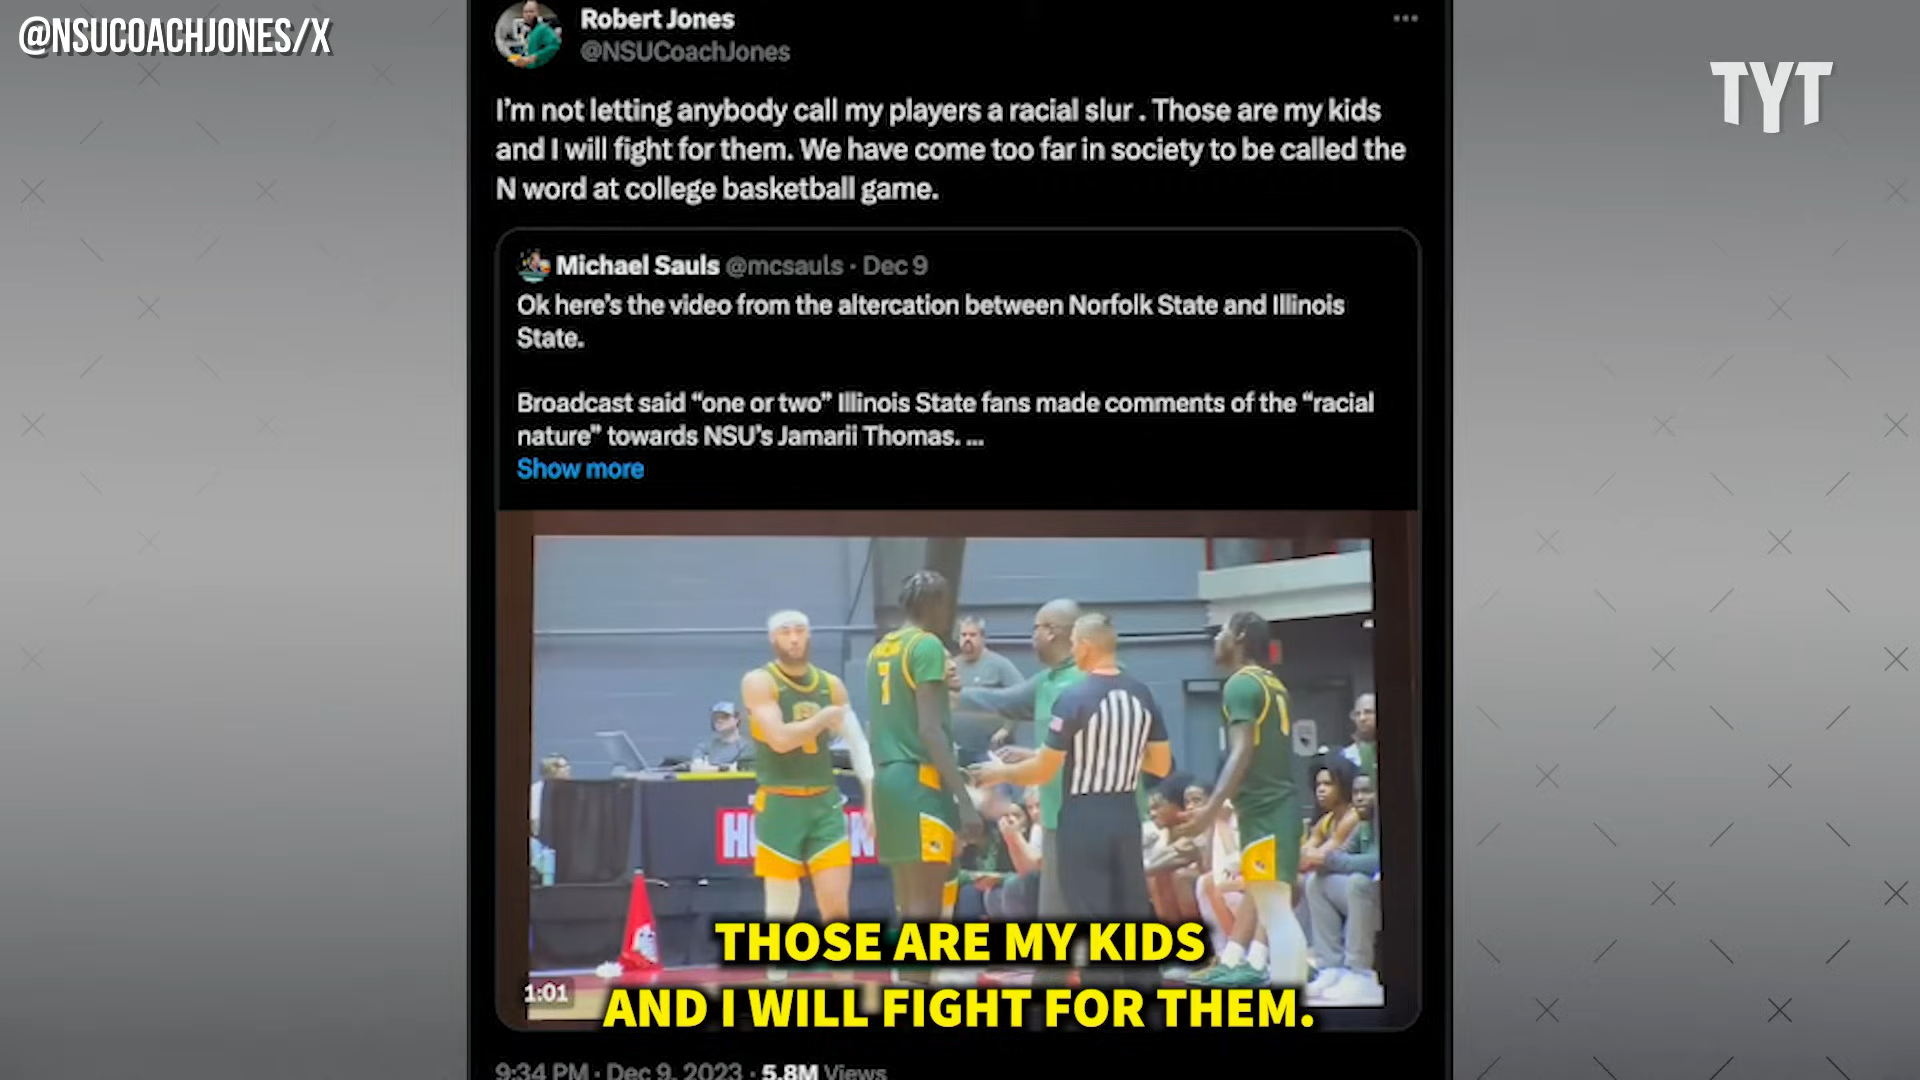 @NSUCOACHJONES/X
TYT
Robert Jones
@NSUCoachJones
I'm not letting anybody call my players a racial slur . Those are my kids
and I will fight for them. We have come too far in society to be called the
N word at college basketball game.
Michael Sauls @mcsauls · Dec 9
Ok here's the video from the altercation between Norfolk State and Illinois
State.
Broadcast said “one or two” Illinois State fans made comments of the “racial
nature” towards NSU's Jamarii Thomas. ...
Show more
THOSE ARE MY KIDS
1:01
AND I WILL FIGHT FOR THEM.
9:34 PM · Dec 9, 2023 · 5.8M Views